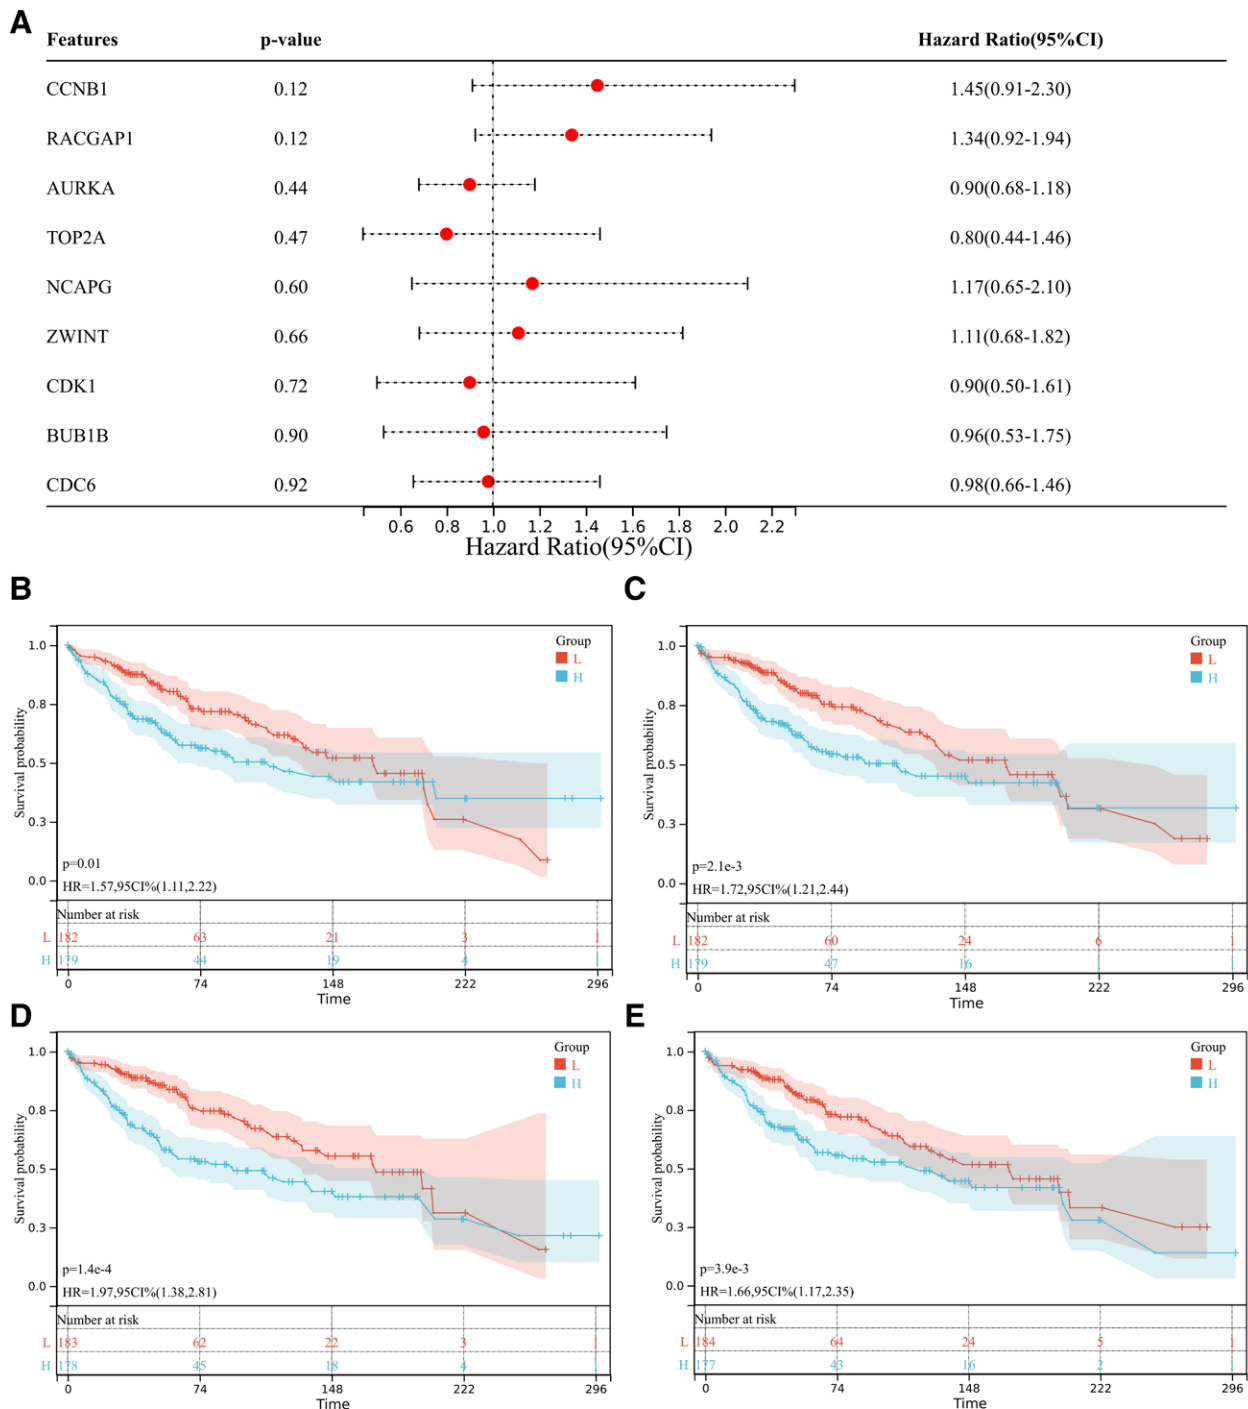 A
Features p-value Hazard Ratio(95%CI)
CCNB1 0.12 1.45(0.91-2.30)
RACGAP1 0.12 1.34(0.92-1.94)
AURKA 0.44 0.90(0.68-1.18)
TOP2A 0.47 0.80(0.44-1.46)
NCAPG 0.60 1.17(0.65-2.10)
ZWINT 0.66 1.11(0.68-1.82)
CDK1 0.72 0.90(0.50-1.61)
BUB1B 0.90 0.96(0.53-1.75)
CDC6 0.92 0.98(0.66-1.46)
0.6 0.8 1.0 1.2 1.4 1.6 1.8 2.0 2.2
Hazard Ratio(95%CI)
B
Group
L
H
Survival probability
1.0
0.8
0.5
0.3
0.0
p=0.01
HR=1.57,95CI%(1.11,2.22)
Number at risk
L 182 63 21 3 1
H 179 44 19 4 1
0 74 148 222 296
Time
C
Group
L
H
Survival probability
1.0
0.8
0.5
0.3
0.0
p=2.1e-3
HR=1.72,95CI%(1.21,2.44)
Number at risk
L 182 60 24 6 1
H 179 47 16 1 1
0 74 148 222 296
Time
D
Group
L
H
Survival probability
1.0
0.8
0.5
0.3
0.0
p=1.4e-4
HR=1.97,95CI%(1.38,2.81)
Number at risk
L 183 62 22 3 1
H 178 45 18 4 1
0 74 148 222 296
Time
E
Group
L
H
Survival probability
1.0
0.8
0.5
0.3
0.0
p=3.9e-3
HR=1.66,95CI%(1.17,2.35)
Number at risk
L 184 64 24 5 1
H 177 43 16 2 1
0 74 148 222 296
Time